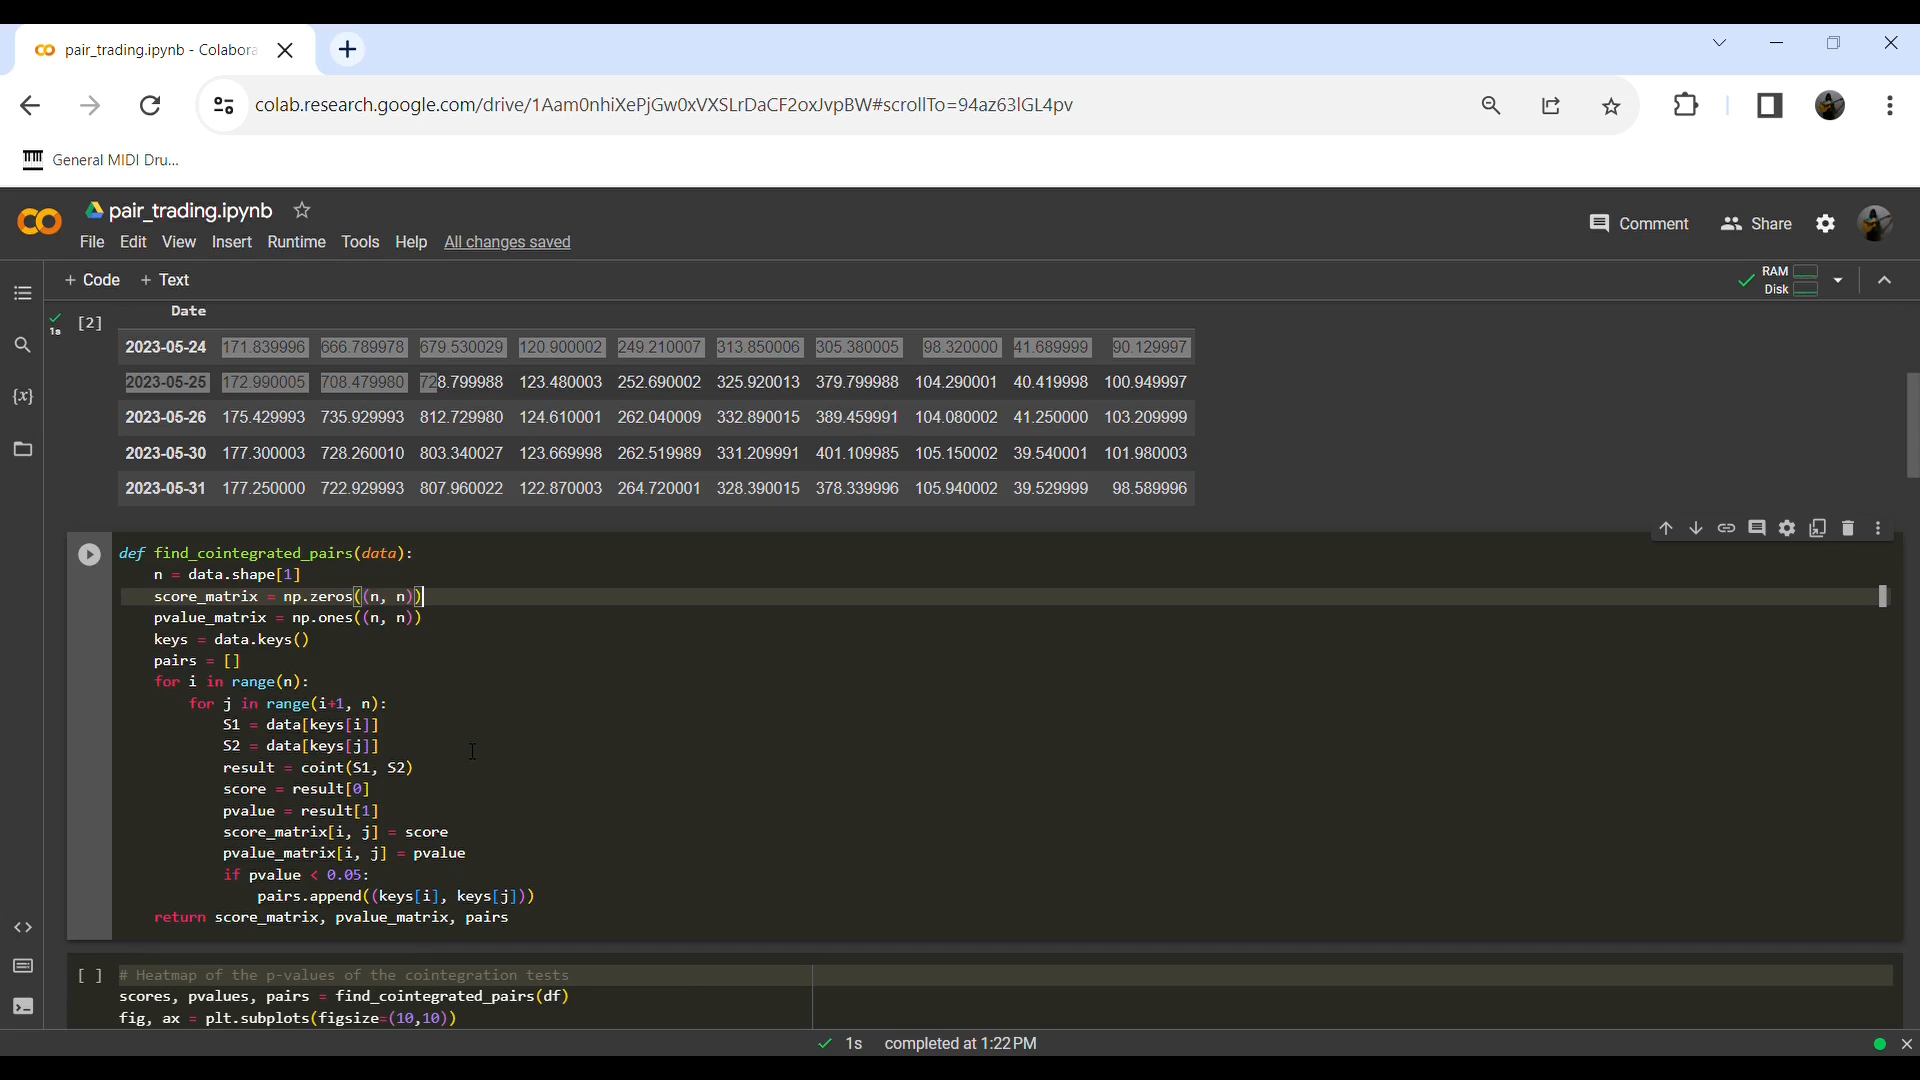 pair_trading.ipynb - Colabora
colab.research.google.com/drive/1Aam0nhiXePjGw0xVXSLrDaCF2oxJvpBW#scrollTo=94az63lGL4pv
General MIDI Dru...
pair_trading.ipynb
Comment
Share
File Edit View Insert Runtime Tools Help All changes saved
+ Code + Text
RAM
Disk
1s
[2]
Date
2023-05-24 171.839996 666.789978 679.530029 120.900002 249.210007 313.850006 305.380005 98.320000 41.689999 90.129997
2023-05-25 172.990005 708.479980 728.799988 123.480003 252.690002 325.920013 379.799988 104.290001 40.419998 100.949997
2023-05-26 175.429993 735.929993 812.729980 124.610001 262.040009 332.890015 389.459991 104.080002 41.250000 103.209999
2023-05-30 177.300003 728.260010 803.340027 123.669998 262.519989 331.209991 401.109985 105.150002 39.540001 101.980003
2023-05-31 177.250000 722.929993 807.960022 122.870003 264.720001 328.390015 378.339996 105.940002 39.529999 98.589996
def find_cointegrated_pairs(data):
n = data.shape[1]
score_matrix = np.zeros((n, n))
pvalue_matrix = np.ones((n, n))
keys = data.keys()
pairs = []
for i in range(n):
for j in range(i+1, n):
S1 = data[keys[i]]
S2 = data[keys[j]]
result = coint(S1, S2)
score = result[0]
pvalue = result[1]
score_matrix[i, j] = score
pvalue_matrix[i, j] = pvalue
if pvalue < 0.05:
pairs.append((keys[i], keys[j]))
return score_matrix, pvalue_matrix, pairs
[ ]
# Heatmap of the p-values of the cointegration tests
scores, pvalues, pairs = find_cointegrated_pairs(df)
fig, ax = plt.subplots(figsize=(10,10))
1s completed at 1:22 PM